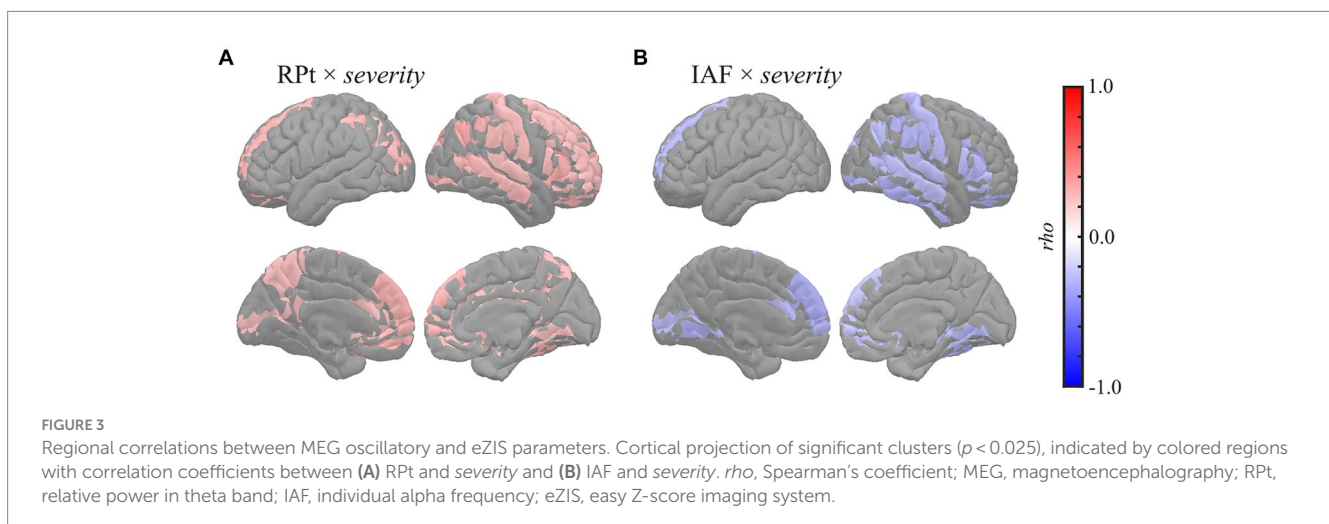 A
B
RPt × severity
IAF × severity
1.0
0.0
-1.0
rho
FIGURE 3
Regional correlations between MEG oscillatory and eZIS parameters. Cortical projection of significant clusters (p < 0.025), indicated by colored regions
with correlation coefficients between (A) RPt and severity and (B) IAF and severity. rho, Spearman's coefficient; MEG, magnetoencephalography; RPt,
relative power in theta band; IAF, individual alpha frequency; eZIS, easy Z-score imaging system.